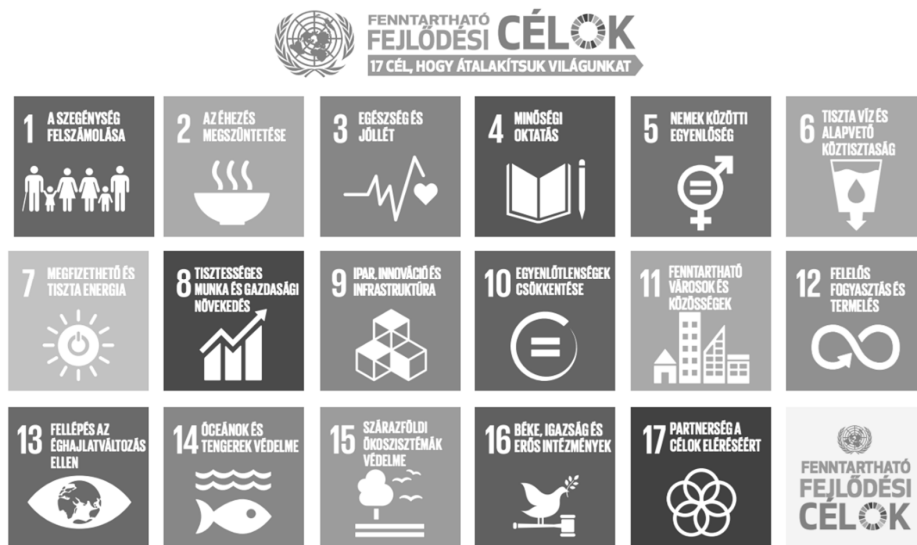 FENNTARTHATÓ
FEJLŐDÉSI CÉLOK
17 CÉL, HOGY ÁTALAKÍTSUK VILÁGUNKAT
1 A SZEGÉNYSÉG
FELSZÁMOLÁSA
2 AZ ÉHEZÉS
MEGSZÜNTETÉSE
3 EGÉSZSÉG ÉS
JÓLLÉT
4 MINŐSÉGI
OKTATÁS
5 NEMEK KÖZÖTTI
EGYENLŐSÉG
6 TISZTA VÍZ ÉS
ALAPVETŐ
KÖZTISZTASÁG
7 MEGFIZETHETŐ ÉS
TISZTA ENERGIA
8 TISZTESSÉGES
MUNKA ÉS GAZDASÁGI
NÖVEKEDÉS
9 IPAR, INNOVÁCIÓ ÉS
INFRASTRUKTÚRA
10 EGYENLŐTLENSÉGEK
CSÖKKENTÉSE
11 FENNTARTHATÓ
VÁROSOK ÉS
KÖZÖSSÉGEK
12 FELELŐS
FOGYASZTÁS ÉS
TERMELÉS
13 FELLÉPÉS AZ
ÉGHAJLATVÁLTOZÁS
ELLEN
14 ÓCEÁNOK ÉS
TENGEREK VÉDELME
15 SZÁRAZFÖLDI
ÖKOSZISZTÉMÁK
VÉDELME
16 BÉKE, IGAZSÁG ÉS
ERŐS INTÉZMÉNYEK
17 PARTNERSÉG A
CÉLOK ELÉRÉSÉÉRT
FENNTARTHATÓ
FEJLŐDÉSI
CÉLOK